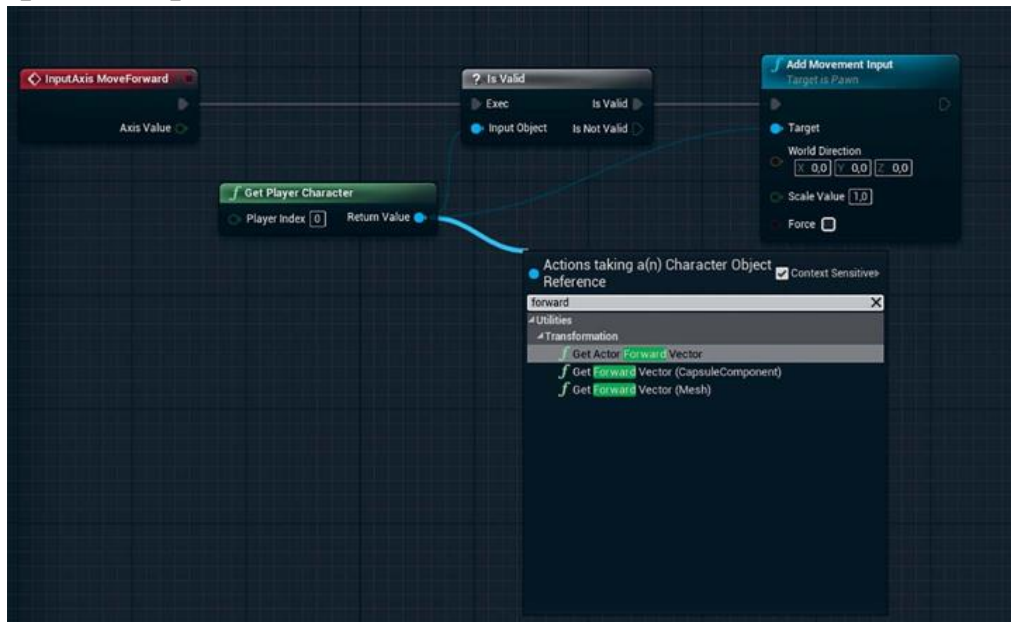 InputAxis MoveForward
Axis Value
? Is Valid
Exec Is Valid
Input Object Is Not Valid
f Add Movement Input
Target is Pawn
Target
World Direction
X 0,0 Y 0,0 Z 0,0
Scale Value 1,0
Force
f Get Player Character
Player Index 0 Return Value
Actions taking a(n) Character Object
Reference
Context Sensitive
forward X
Utilities
Transformation
f Get Actor Forward Vector
f Get Forward Vector (CapsuleComponent)
f Get Forward Vector (Mesh)